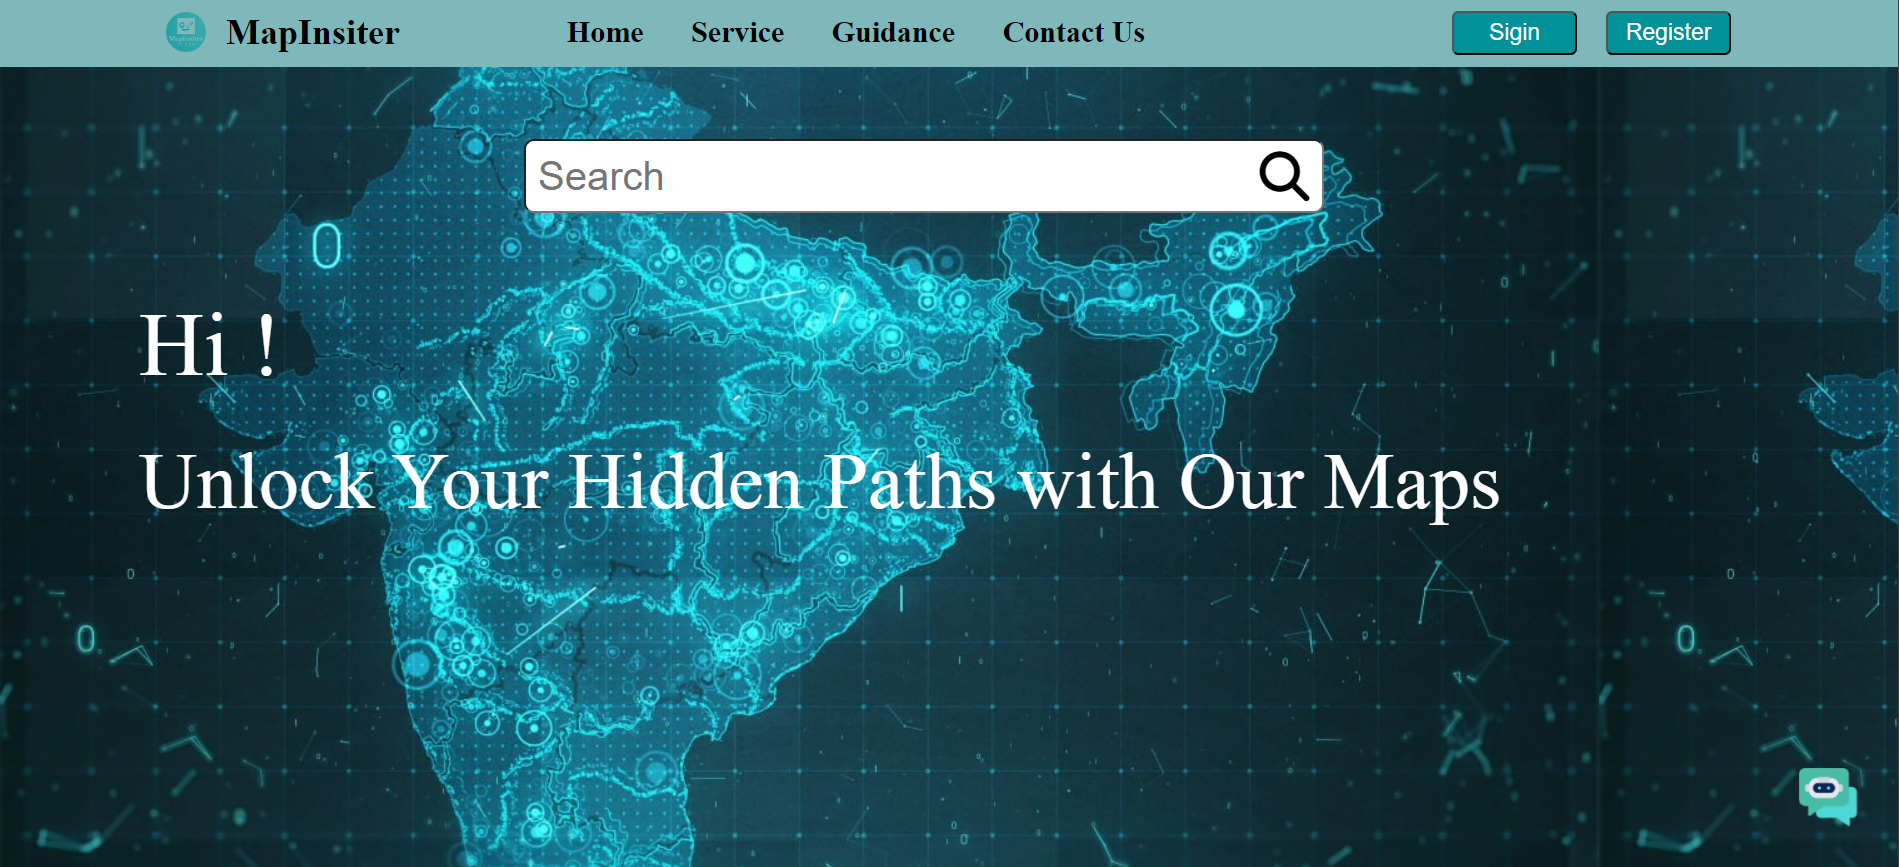 MapInsiter
Home Service Guidance Contact Us
Sigin Register
Search
Hi !
Unlock Your Hidden Paths with Our Maps